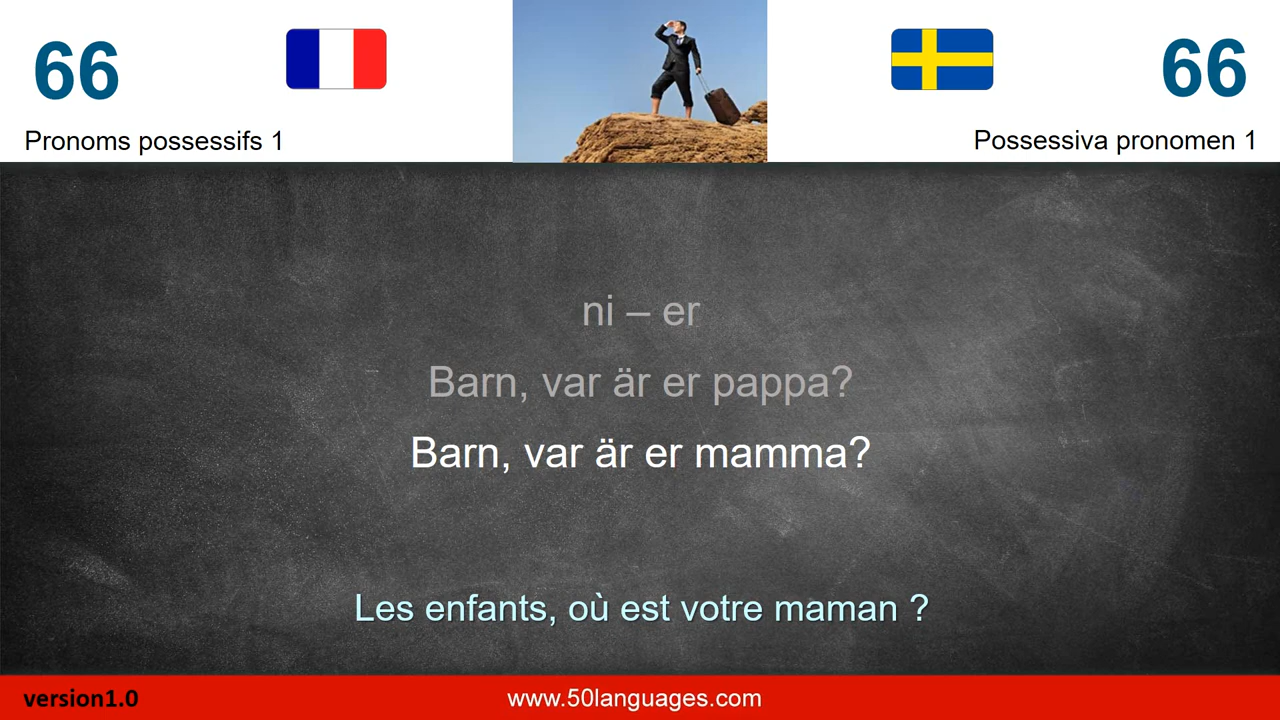 66
66
Pronoms possessifs 1
Possessiva pronomen 1
ni – er
Barn, var är er pappa?
Barn, var är er mamma?
Les enfants, où est votre maman ?
version1.0
www.50languages.com